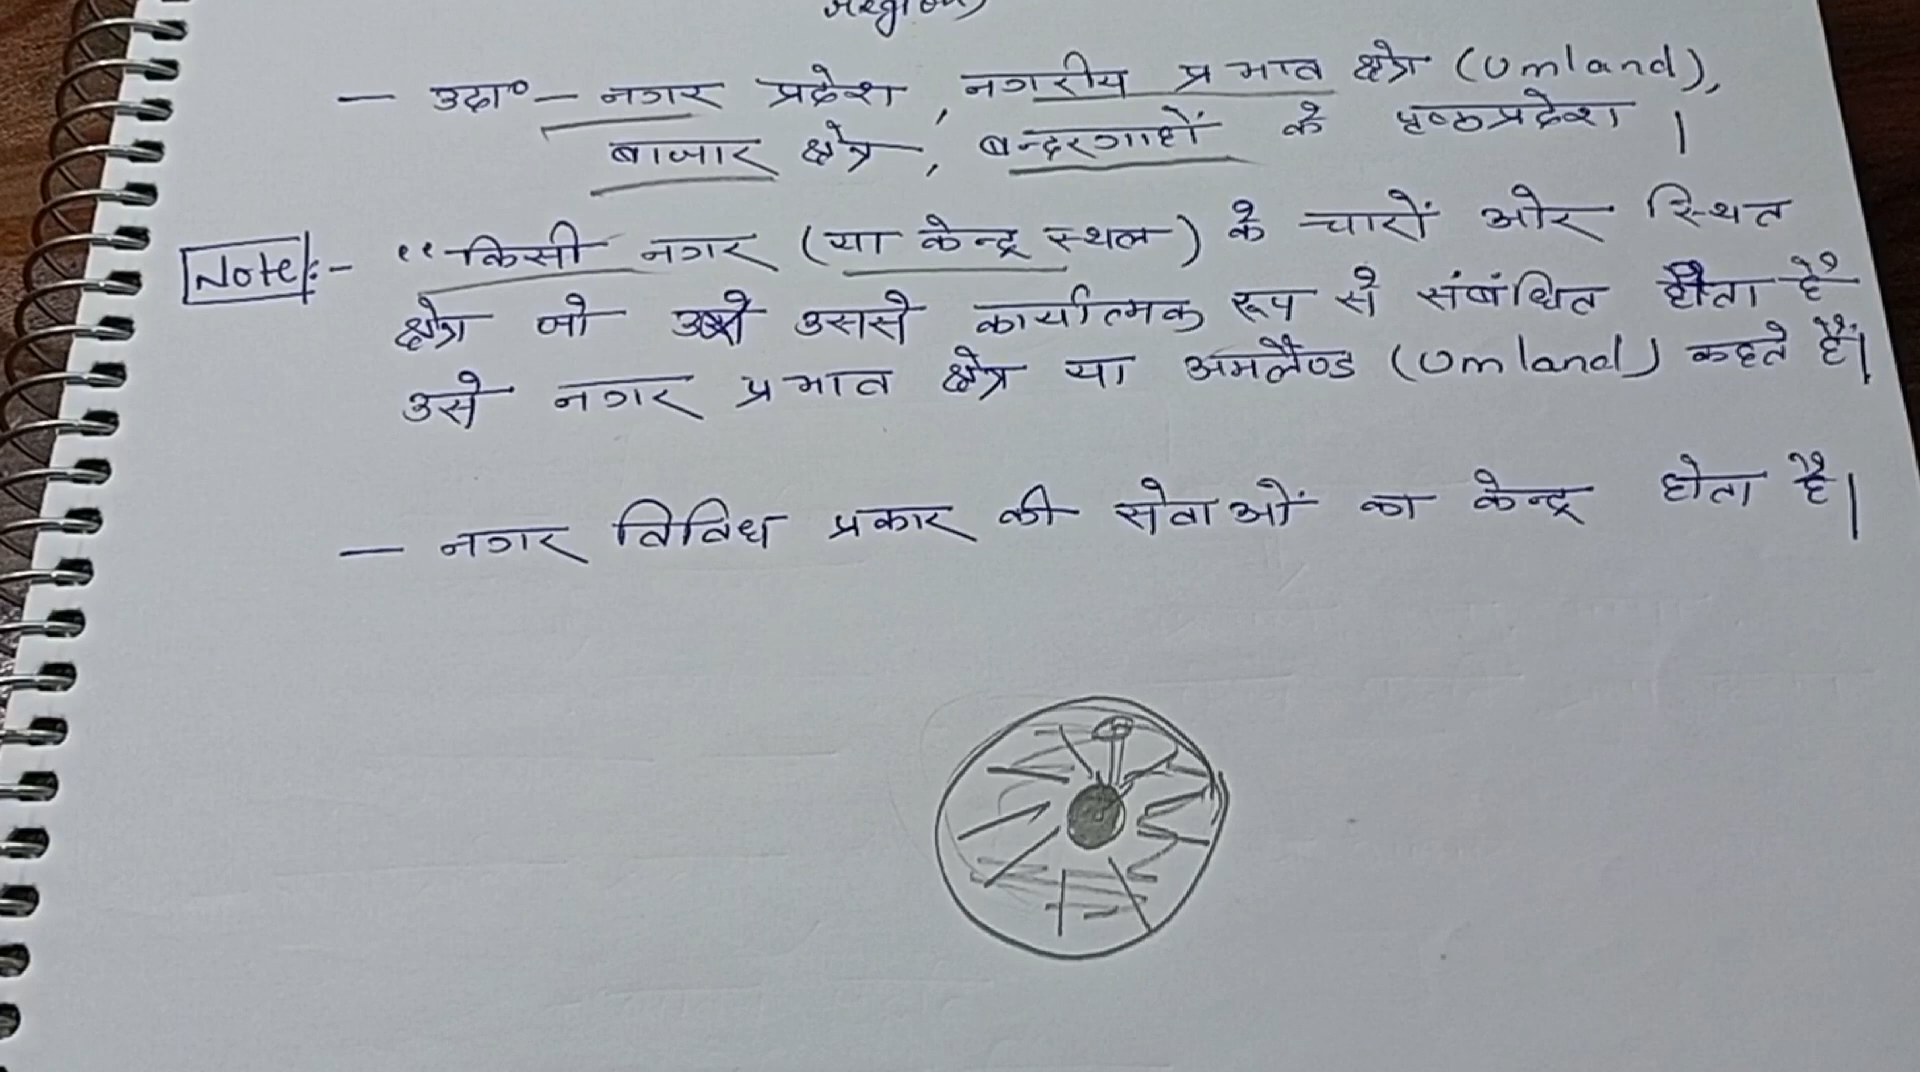 — उदा० — नगर प्रदेश, नगरीय प्रभाव क्षेत्र (Umland),
बाजार क्षेत्र, बन्दरगाहों के पृष्ठप्रदेश।
Note:- “किसी नगर (या केन्द्र स्थल) के चारों ओर स्थित
क्षेत्र जो उससे कार्यात्मक रूप से संबंधित होता है
उसे नगर प्रभाव क्षेत्र या अमलैण्ड (Umland) कहते हैं।
— नगर विविध प्रकार की सेवाओं का केन्द्र होता है।